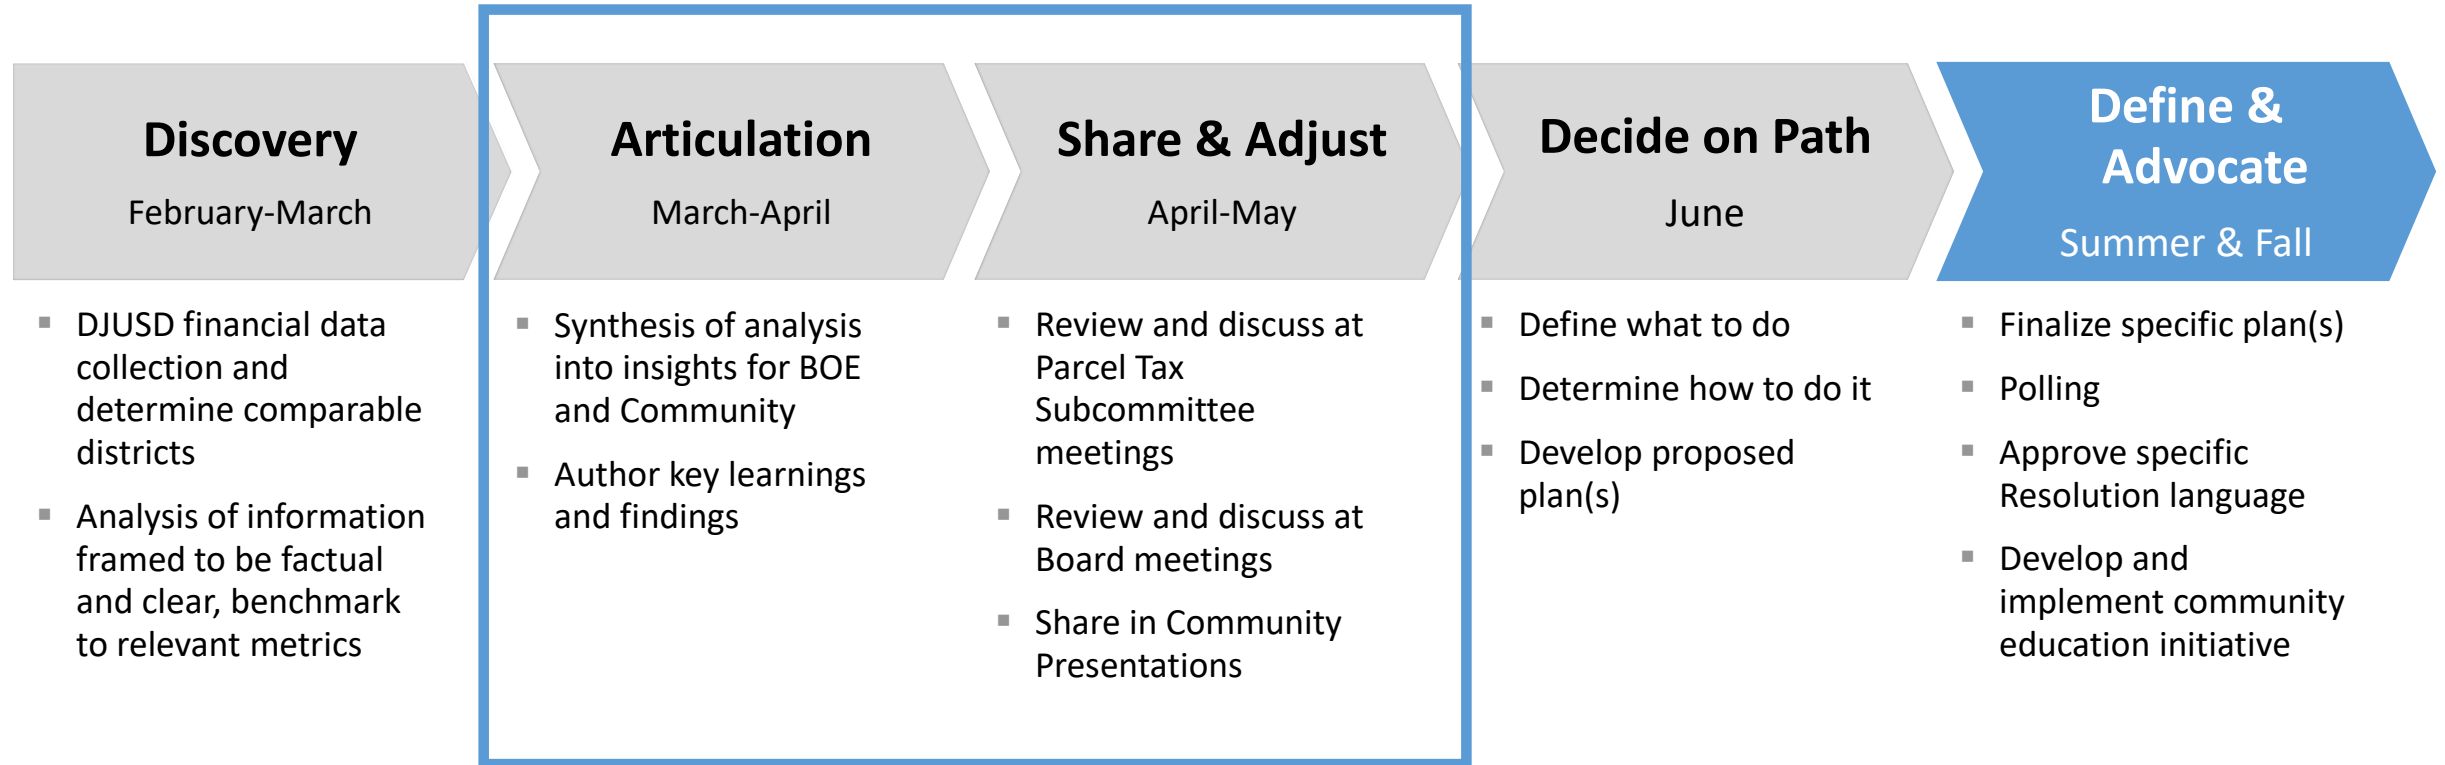 Discovery
February-March
▪ DJUSD financial data
collection and
determine comparable
districts
▪ Analysis of information
framed to be factual
and clear, benchmark
to relevant metrics
Articulation
March-April
▪ Synthesis of analysis
into insights for BOE
and Community
▪ Author key learnings
and findings
Share & Adjust
April-May
▪ Review and discuss at
Parcel Tax
Subcommittee
meetings
▪ Review and discuss at
Board meetings
▪ Share in Community
Presentations
Decide on Path
June
▪ Define what to do
▪ Determine how to do it
▪ Develop proposed
plan(s)
Define &
Advocate
Summer & Fall
▪ Finalize specific plan(s)
▪ Polling
▪ Approve specific
Resolution language
▪ Develop and
implement community
education initiative